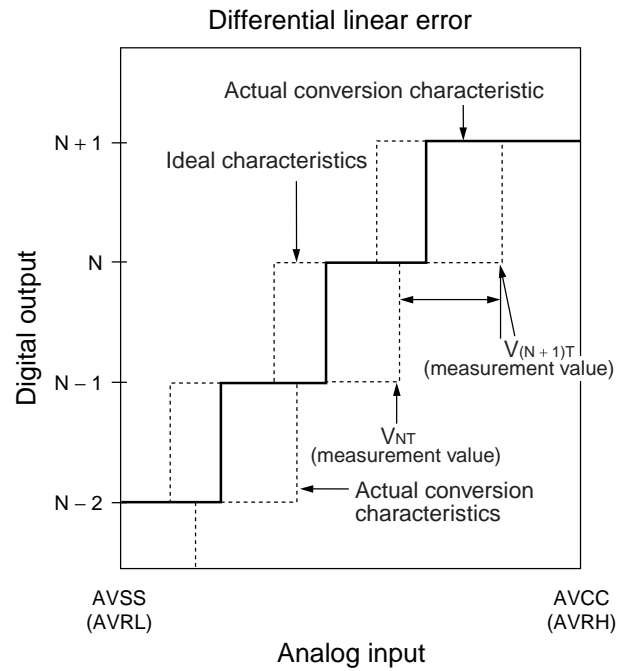 Differential linear error
Actual conversion characteristic
N + 1
Ideal characteristics
N
Digital output
V(N + 1)T
(measurement value)
N − 1
VNT
(measurement value)
Actual conversion
characteristics
N − 2
AVSS
(AVRL)
AVCC
(AVRH)
Analog input